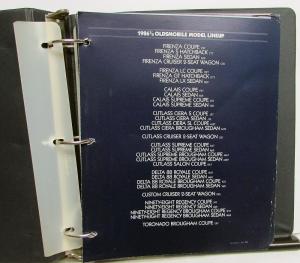 1986½ OLDSMOBILE MODEL LINEUP
FIRENZA COUPE
FIRENZA S HATCHBACK
FIRENZA SEDAN
FIRENZA CRUISER 2-SEAT WAGON
FIRENZA LC COUPE
FIRENZA GT HATCHBACK
FIRENZA LX SEDAN
CALAIS COUPE
CALAIS SEDAN
CALAIS SUPREME COUPE
CALAIS SUPREME SEDAN
CUTLASS CIERA S COUPE
CUTLASS CIERA SEDAN
CUTLASS CIERA SL COUPE
CUTLASS CIERA BROUGHAM SEDAN
CUTLASS CRUISER 2-SEAT WAGON
CUTLASS SUPREME COUPE
CUTLASS SUPREME SEDAN
CUTLASS SUPREME BROUGHAM COUPE
CUTLASS SUPREME BROUGHAM SEDAN
CUTLASS SALON COUPE
DELTA 88 ROYALE COUPE
DELTA 88 ROYALE SEDAN
DELTA 88 ROYALE BROUGHAM COUPE
DELTA 88 ROYALE BROUGHAM SEDAN
CUSTOM CRUISER 2-SEAT WAGON
NINETY-EIGHT REGENCY COUPE
NINETY-EIGHT REGENCY SEDAN
NINETY-EIGHT REGENCY BROUGHAM COUPE
NINETY-EIGHT REGENCY BROUGHAM SEDAN
TORONADO BROUGHAM COUPE